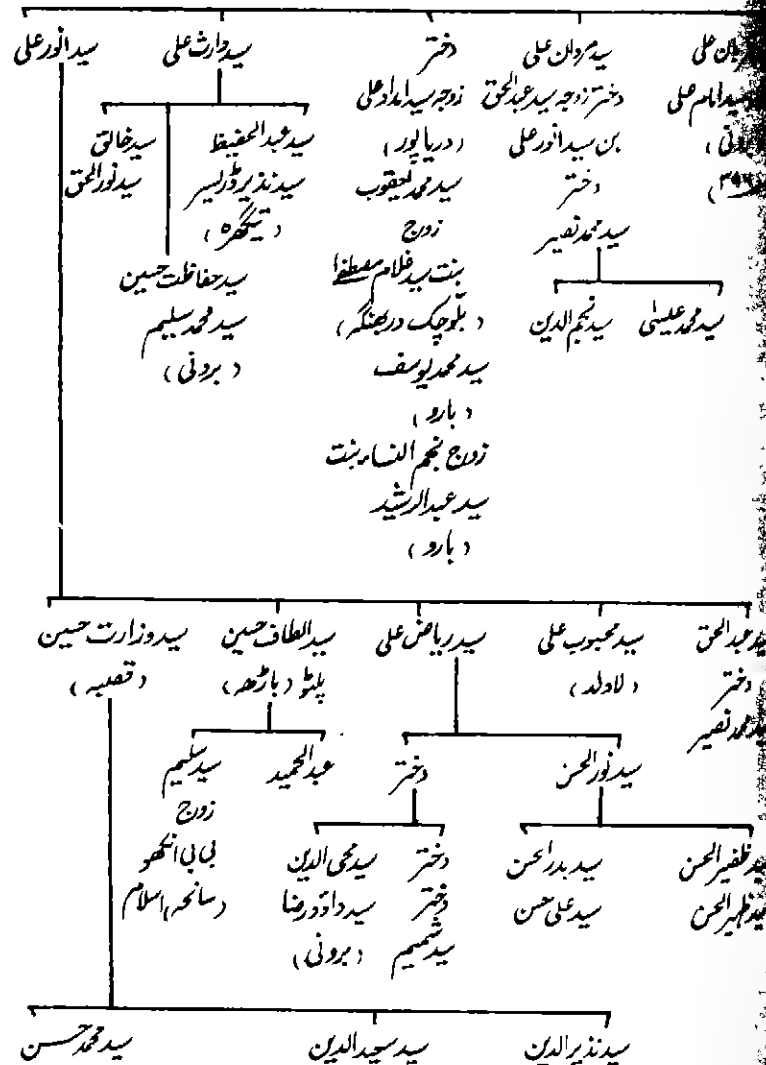 علی سید مردان علی دختر سید وارث علی سید انور علی
سید امام علی دختر زوجہ سید عبدالحق زوجہ سید امداد علی
بن سید انور علی (دریاپور) سید عبدالحفیظ سید خالق
دختر سید محمد یعقوب سید نذیر سید نور الحق
سید محمد نصیر زوج
بنت سید غلام مصطفا سید حفاظت حسین
سید محمد عیسیٰ سید نجم الدین (بلوچک دربھنگہ) سید محمد سلیم
سید محمد یوسف (برونی)
(بارو)
زوج نجم النساء بنت
سید عبدالرشید
(بارو)
سید عبدالحق سید محبوب علی سید ریاض علی سید الطاف حسین سید وزارت حسین
دختر (لاولد) پلٹو (باڑھ) (قصبہ)
سید محمد نصیر
سید نور الحسن دختر عبدالحمید سید سلیم
زوج
سید ظفیر الحسن سید بدر الحسن دختر سید محی الدین بی بی انکھو
سید ظہیر الحسن سید علی حسن دختر سید داؤد رضا (سانحہ) اسلام
سید شمیم (برونی)
سید نذیر الدین سید سعید الدین سید محمد حسن